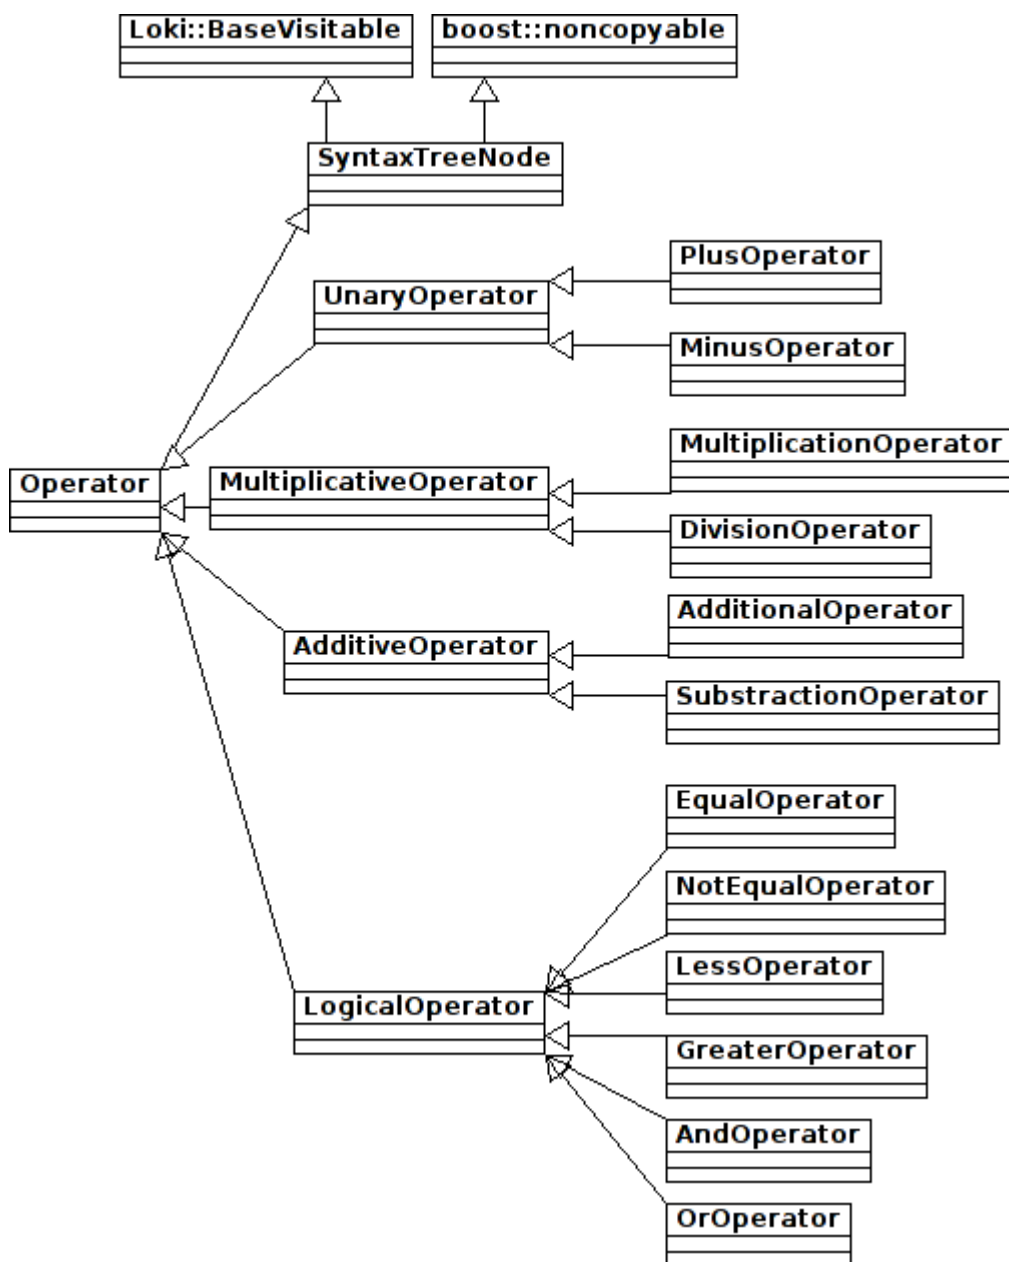 Loki::BaseVisitable
boost::noncopyable
SyntaxTreeNode
PlusOperator
UnaryOperator
MinusOperator
MultiplicationOperator
Operator
MultiplicativeOperator
DivisionOperator
AdditionalOperator
AdditiveOperator
SubstractionOperator
EqualOperator
NotEqualOperator
LessOperator
LogicalOperator
GreaterOperator
AndOperator
OrOperator